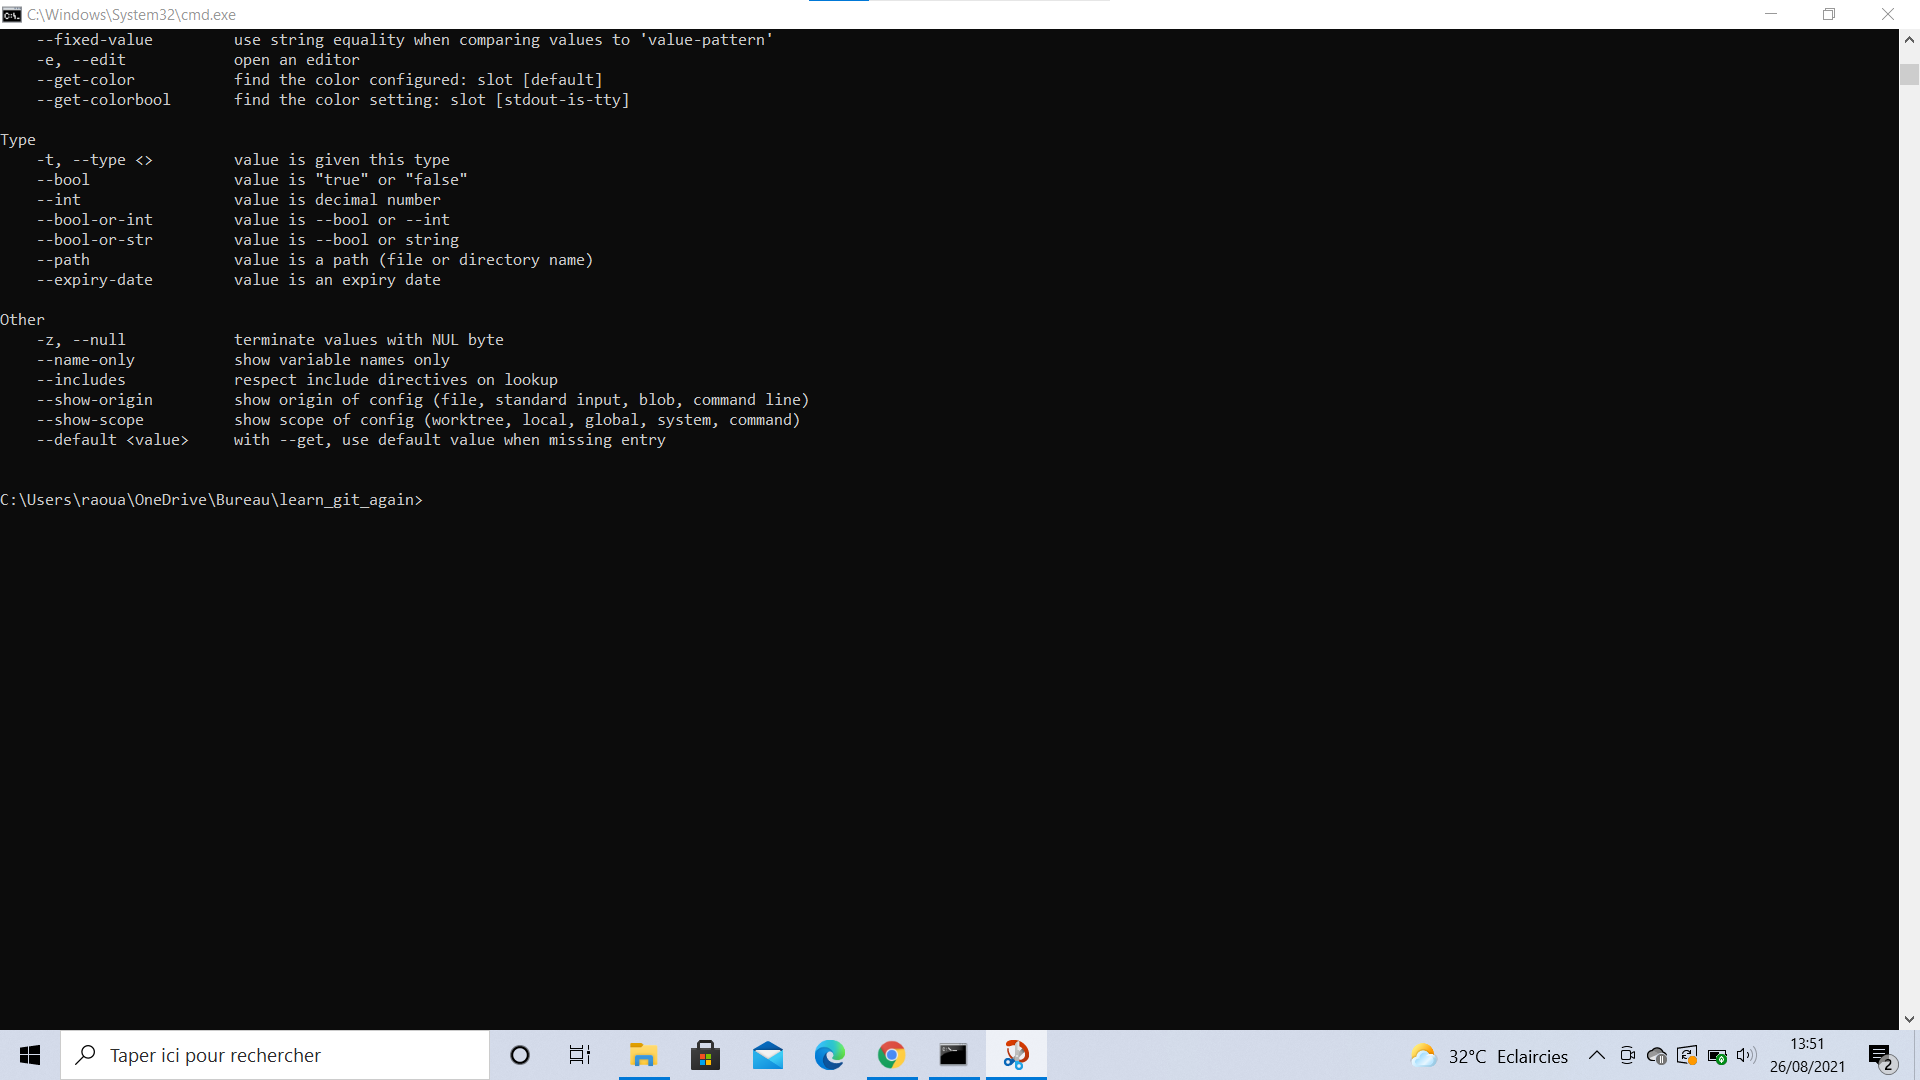 C:\Windows\System32\cmd.exe
--fixed-value use string equality when comparing values to 'value-pattern'
-e, --edit open an editor
--get-color find the color configured: slot [default]
--get-colorbool find the color setting: slot [stdout-is-tty]
Type
-t, --type <> value is given this type
--bool value is "true" or "false"
--int value is decimal number
--bool-or-int value is --bool or --int
--bool-or-str value is --bool or string
--path value is a path (file or directory name)
--expiry-date value is an expiry date
Other
-z, --null terminate values with NUL byte
--name-only show variable names only
--includes respect include directives on lookup
--show-origin show origin of config (file, standard input, blob, command line)
--show-scope show scope of config (worktree, local, global, system, command)
--default <value> with --get, use default value when missing entry
C:\Users\raoua\OneDrive\Bureau\learn_git_again>
Taper ici pour rechercher
32°C Eclaircies
13:51
26/08/2021
2